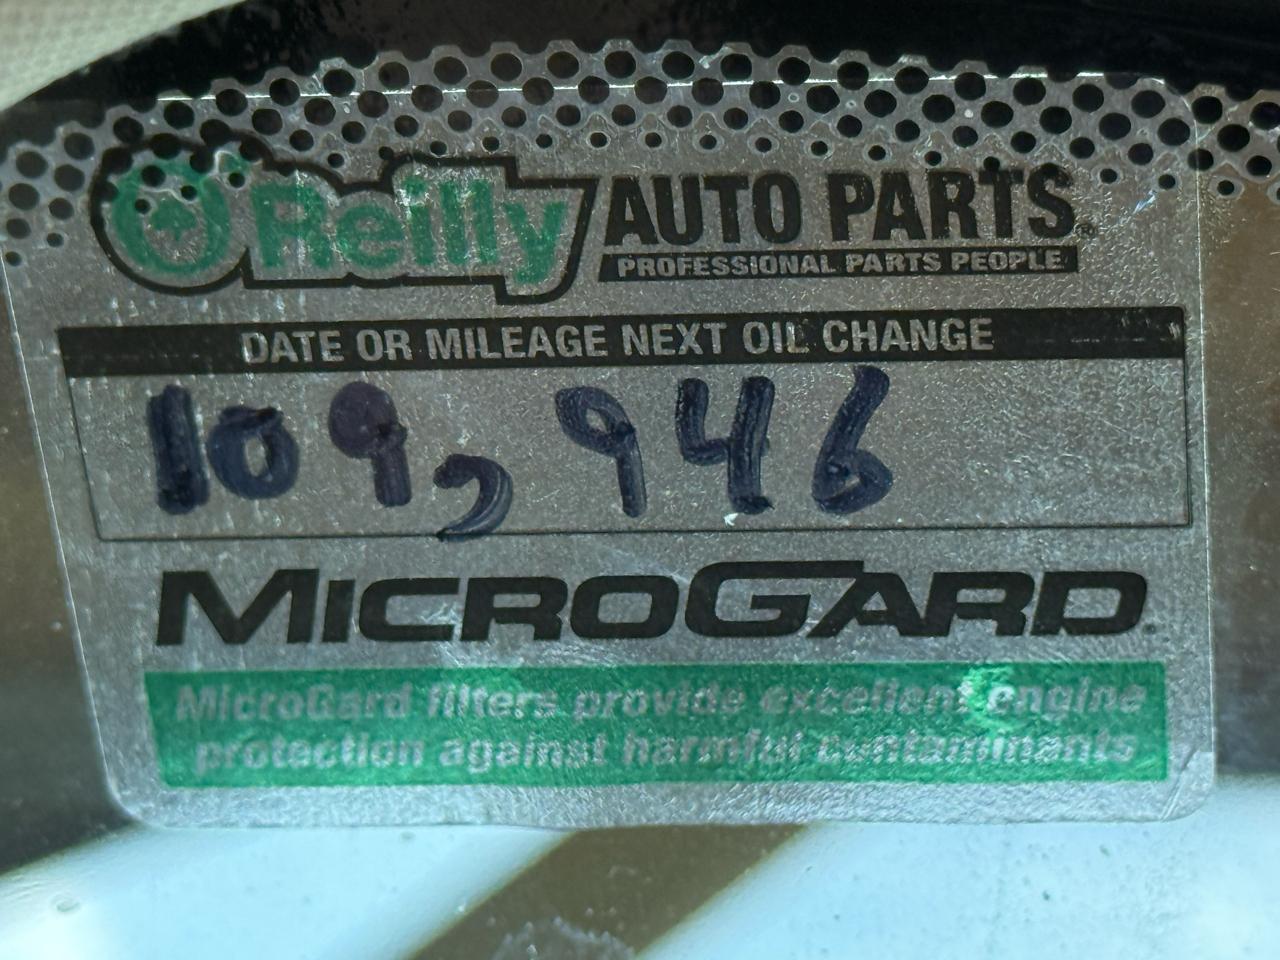 O'Reilly AUTO PARTS®
PROFESSIONAL PARTS PEOPLE
DATE OR MILEAGE NEXT OIL CHANGE
109,946
MICROGARD®
MicroGard filters provide excellent engine
protection against harmful contaminants